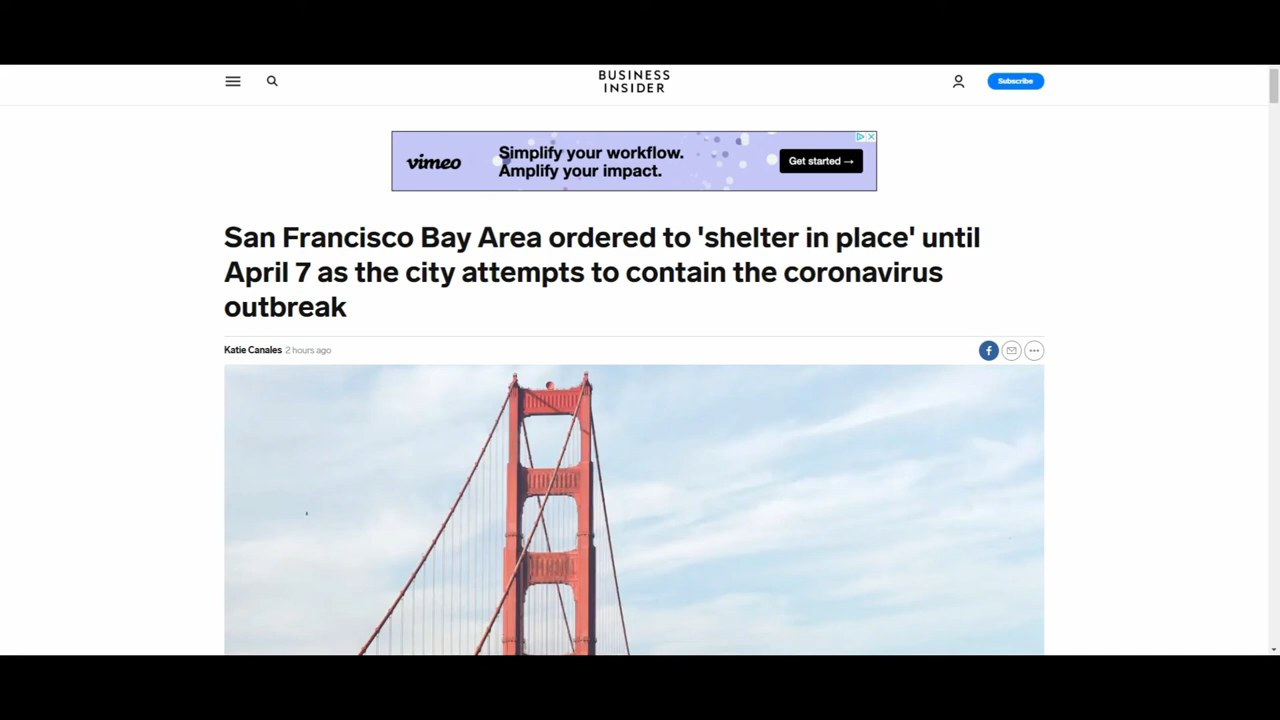 BUSINESS
INSIDER
Subscribe
vimeo
Simplify your workflow.
Amplify your impact.
Get started →
San Francisco Bay Area ordered to 'shelter in place' until
April 7 as the city attempts to contain the coronavirus
outbreak
Katie Canales 2 hours ago